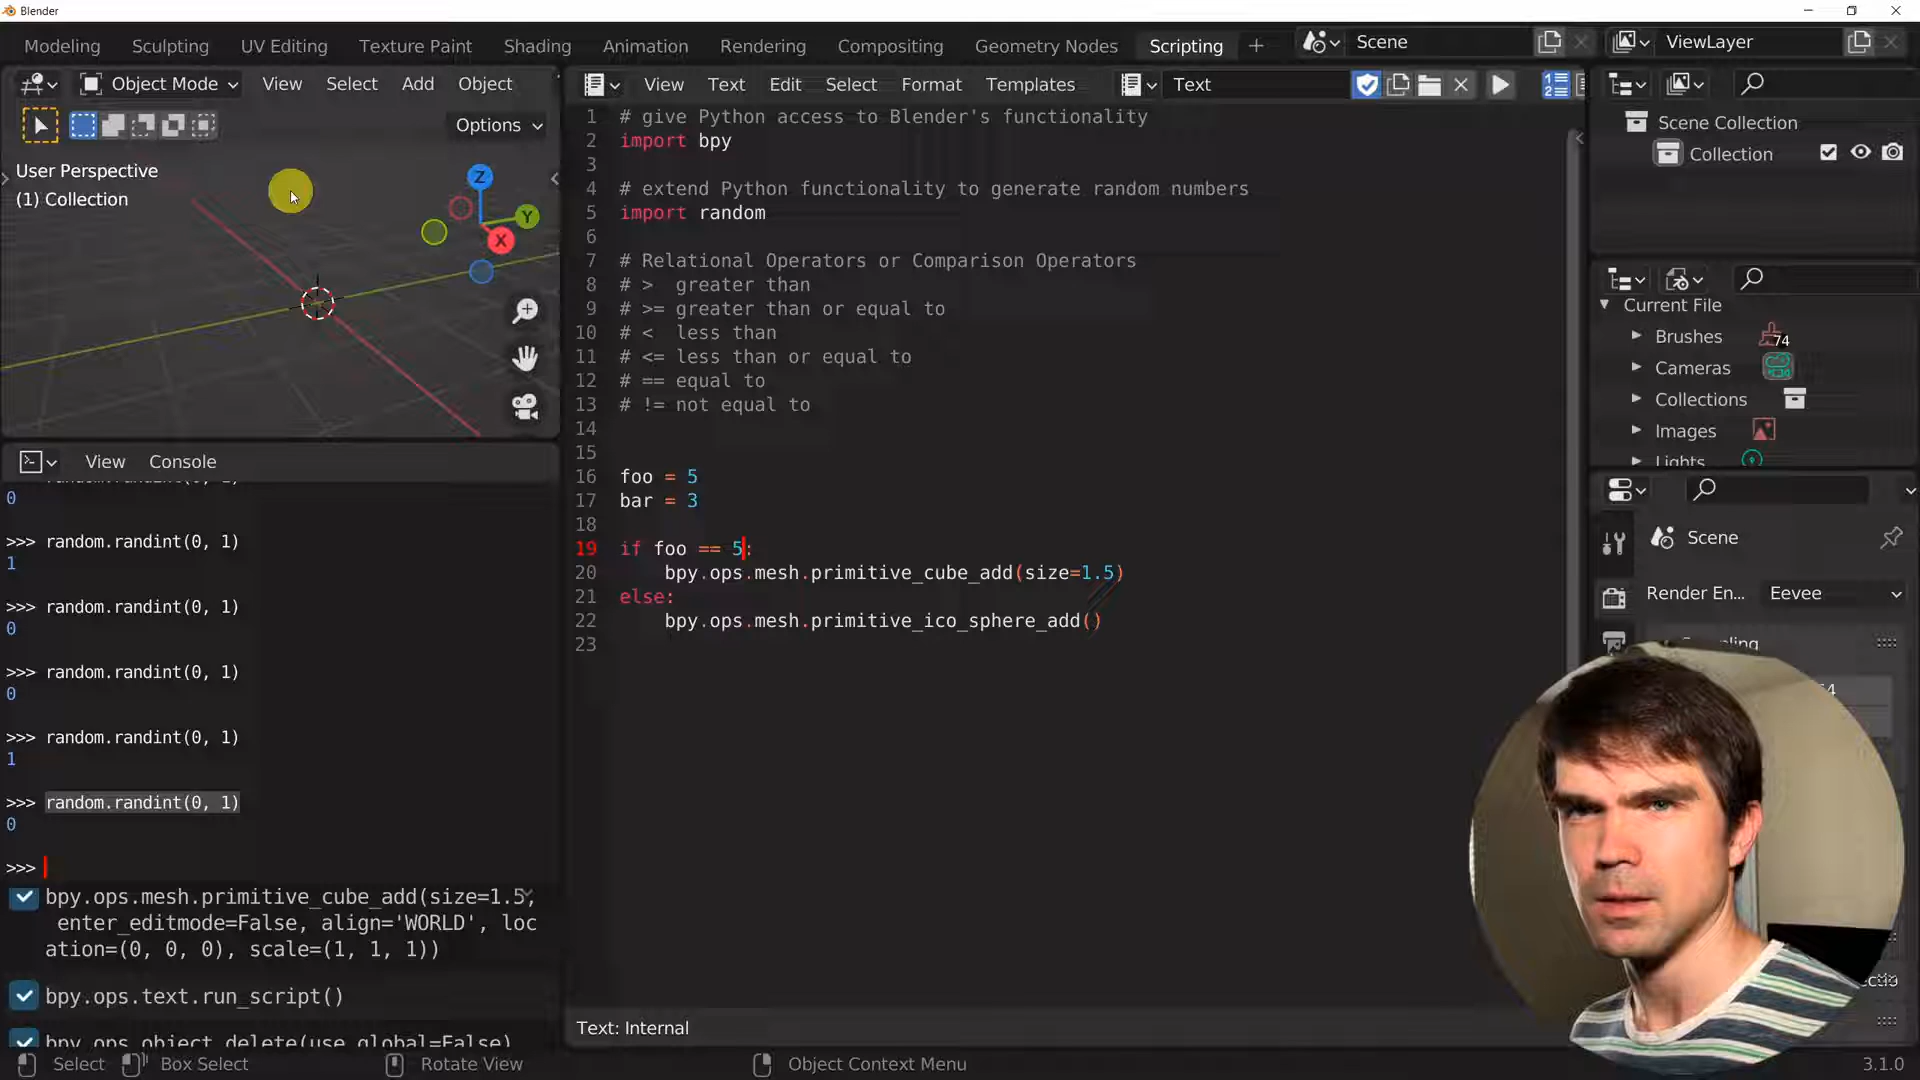 Blender
Modeling Sculpting UV Editing Texture Paint Shading Animation Rendering Compositing Geometry Nodes Scripting + Scene ViewLayer
Object Mode View Select Add Object
Options
User Perspective
(1) Collection
Z
Y
X
View Console
0
>>> random.randint(0, 1)
1
>>> random.randint(0, 1)
0
>>> random.randint(0, 1)
0
>>> random.randint(0, 1)
1
>>> random.randint(0, 1)
0
>>>
bpy.ops.mesh.primitive_cube_add(size=1.5,
enter_editmode=False, align='WORLD', loc
ation=(0, 0, 0), scale=(1, 1, 1))
bpy.ops.text.run_script()
bpy.ops.object.delete(use_global=False)
View Text Edit Select Format Templates Text
1 # give Python access to Blender's functionality
2 import bpy
3
4 # extend Python functionality to generate random numbers
5 import random
6
7 # Relational Operators or Comparison Operators
8 # > greater than
9 # >= greater than or equal to
10 # < less than
11 # <= less than or equal to
12 # == equal to
13 # != not equal to
14
15
16 foo = 5
17 bar = 3
18
19 if foo == 5:
20 bpy.ops.mesh.primitive_cube_add(size=1.5)
21 else:
22 bpy.ops.mesh.primitive_ico_sphere_add()
23
Text: Internal
Scene Collection
Collection
Current File
Brushes 74
Cameras
Collections
Images
Lights
Scene
Render En... Eevee
Select Box Select Rotate View Object Context Menu 3.1.0